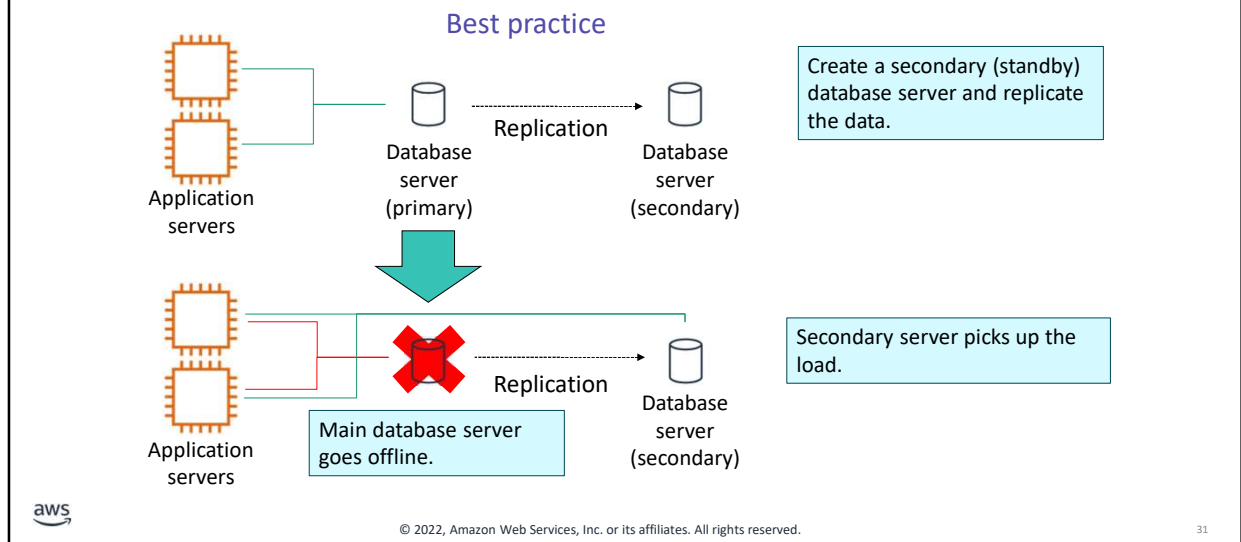 Best practice
Create a secondary (standby)
database server and replicate
the data.
Replication
Database
server
(primary)
Database
server
(secondary)
Application
servers
Secondary server picks up the
load.
Replication
Main database server
goes offline.
Database
server
(secondary)
Application
servers
aws
© 2022, Amazon Web Services, Inc. or its affiliates. All rights reserved.
31